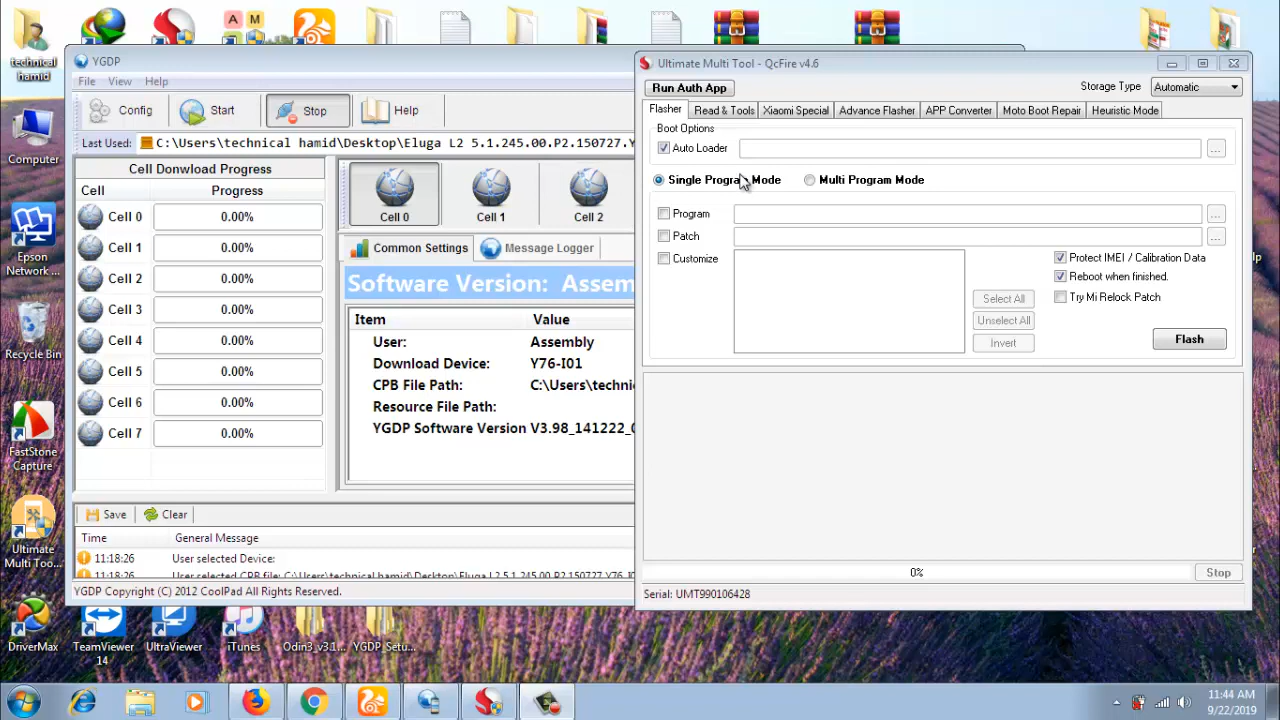 technical
hamid
A M
YGDP
File View Help
Config Start Stop Help
Last Used: C:\Users\technical hamid\Desktop\Eluga L2 5.1.245.00.P2.150727.Y
Cell Donwload Progress
Cell Progress
Cell 0 0.00%
Cell 1 0.00%
Cell 2 0.00%
Cell 3 0.00%
Cell 4 0.00%
Cell 5 0.00%
Cell 6 0.00%
Cell 7 0.00%
Cell 0 Cell 1 Cell 2
Common Settings Message Logger
Software Version: Assem
Item Value
User: Assembly
Download Device: Y76-I01
CPB File Path: C:\Users\techni
Resource File Path:
YGDP Software Version V3.98_141222_0
Save Clear
Time General Message
11:18:26 User selected Device:
11:18:26 User selected CPB file: C:\Users\technical hamid\Desktop\Eluga L2 5.1.245.00.P2.150727.Y76-I0
YGDP Copyright (C) 2012 CoolPad All Rights Reserved.
Ultimate Multi Tool - QcFire v4.6
Run Auth App
Storage Type Automatic
Flasher Read & Tools Xiaomi Special Advance Flasher APP Converter Moto Boot Repair Heuristic Mode
Boot Options
Auto Loader ...
Single Program Mode Multi Program Mode
Program ...
Patch ...
Customize
Select All
Unselect All
Invert
Protect IMEI / Calibration Data
Reboot when finished.
Try Mi Relock Patch
Flash
0% Stop
Serial: UMT990106428
Computer
Epson
Network ...
Recycle Bin
FastStone
Capture
Ultimate
Multi Too...
DriverMax
TeamViewer
14
UltraViewer
iTunes
Odin3_v3.1...
YGDP_Setu...
lp
11:44 AM
9/22/2019